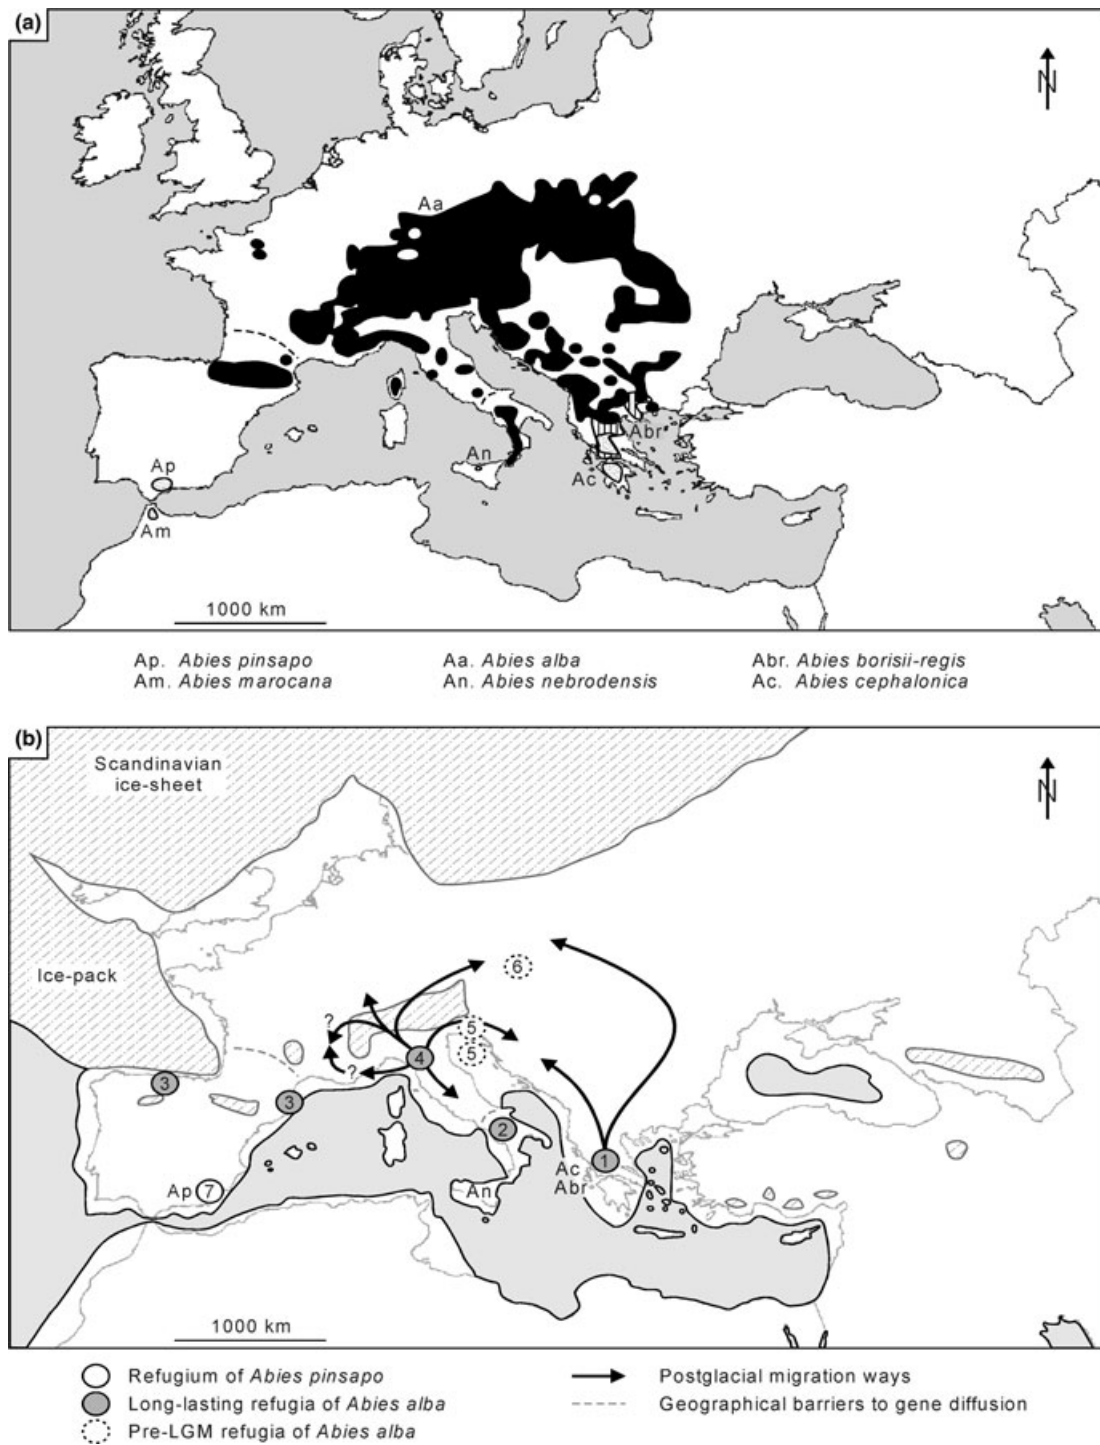 (a)
N
Aa
Abr
An
Ac
Ap
Am
1000 km
Ap. Abies pinsapo
Aa. Abies alba
Abr. Abies borisii-regis
Am. Abies marocana
An. Abies nebrodensis
Ac. Abies cephalonica
(b)
Scandinavian
ice-sheet
N
Ice-pack
6
?
5
4
5
?
3
3
2
1
Ac
Abr
Ap 7
An
1000 km
Refugium of Abies pinsapo
Postglacial migration ways
Long-lasting refugia of Abies alba
Geographical barriers to gene diffusion
Pre-LGM refugia of Abies alba